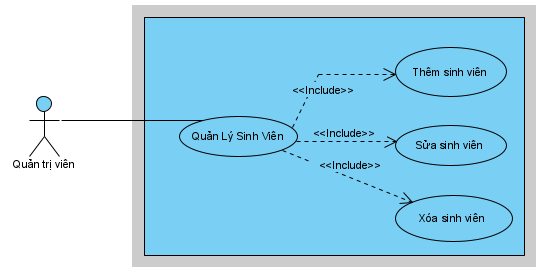 Thêm sinh viên
<<Include>>
Quản Lý Sinh Viên
<<Include>>
Sửa sinh viên
Quản trị viên
<<Include>>
Xóa sinh viên